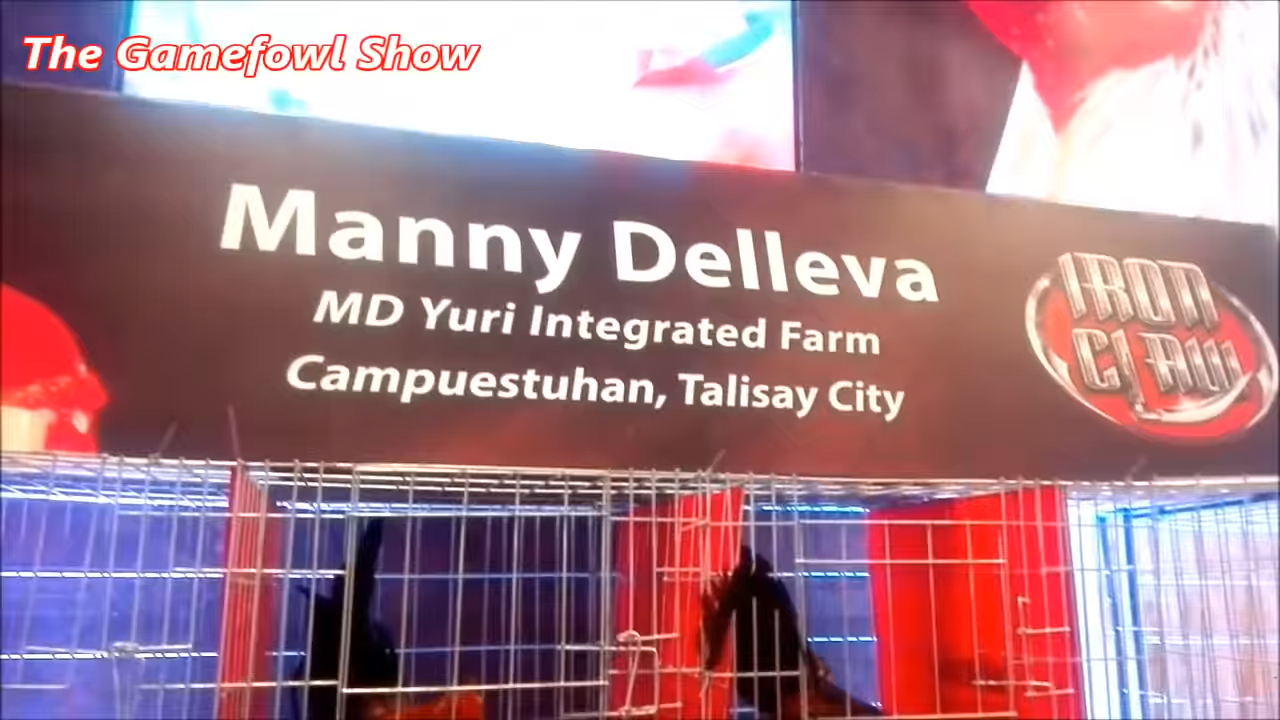 The Gamefowl Show
Manny Delleva
MD Yuri Integrated Farm
Campuestuhan, Talisay City
IRON
CLAW